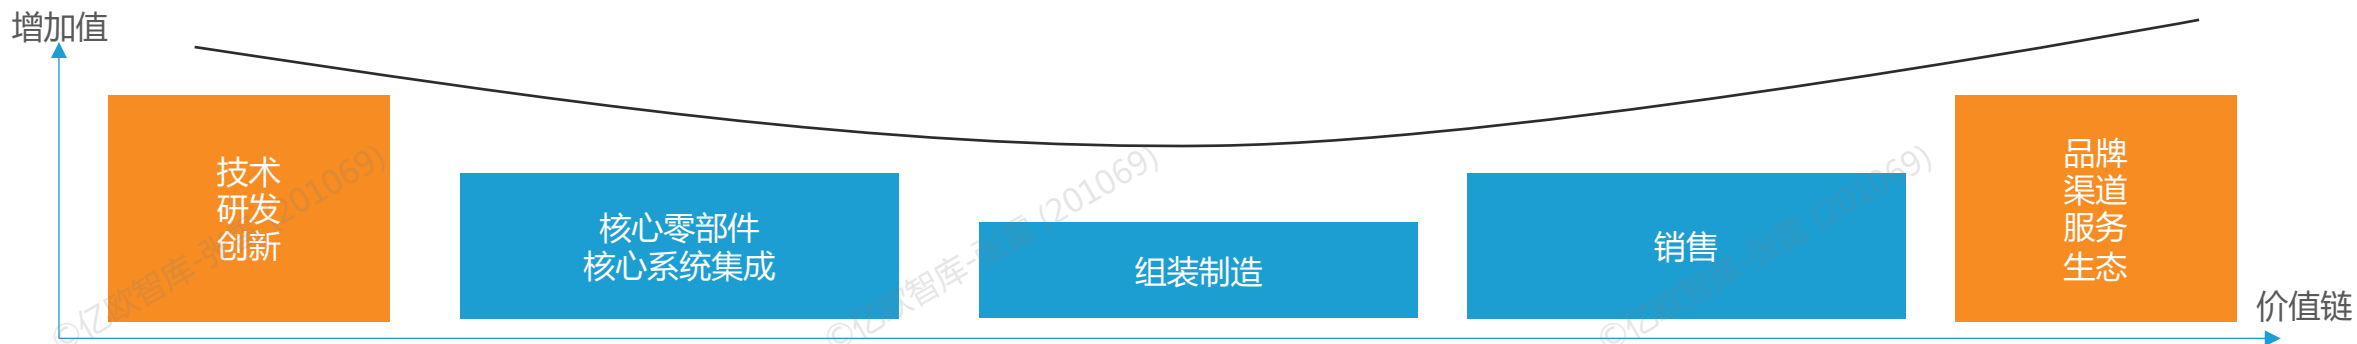 增加值
技术
研发
创新
核心零部件
核心系统集成
组装制造
销售
品牌
渠道
服务
生态
价值链